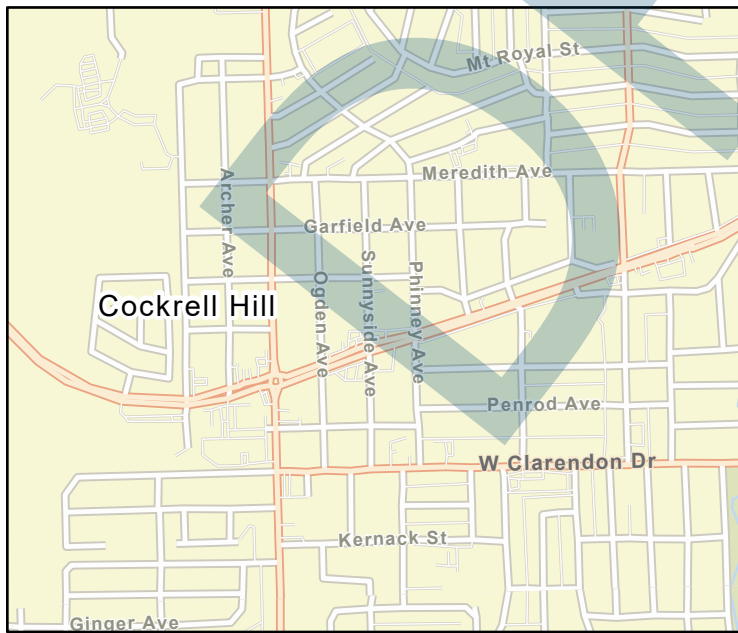 Mt Royal St
Meredith Ave
Archer Ave
Garfield Ave
Sunnyside Ave
Phinney Ave
Ogden Ave
Cockrell Hill
Penrod Ave
W Clarendon Dr
Kernack St
Ginger Ave